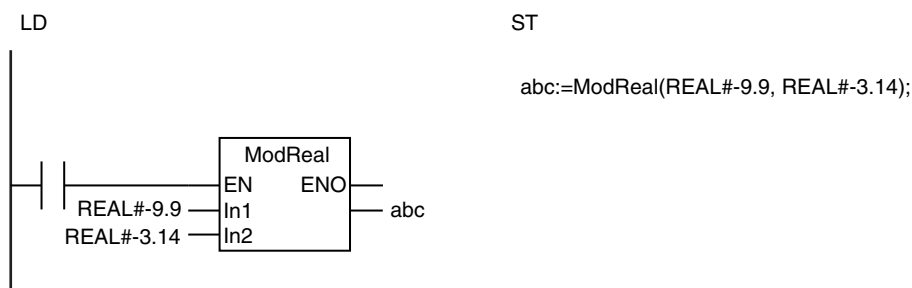 LD
ST
abc:=ModReal(REAL#-9.9, REAL#-3.14);
ModReal
EN ENO
REAL#-9.9 In1 abc
REAL#-3.14 In2